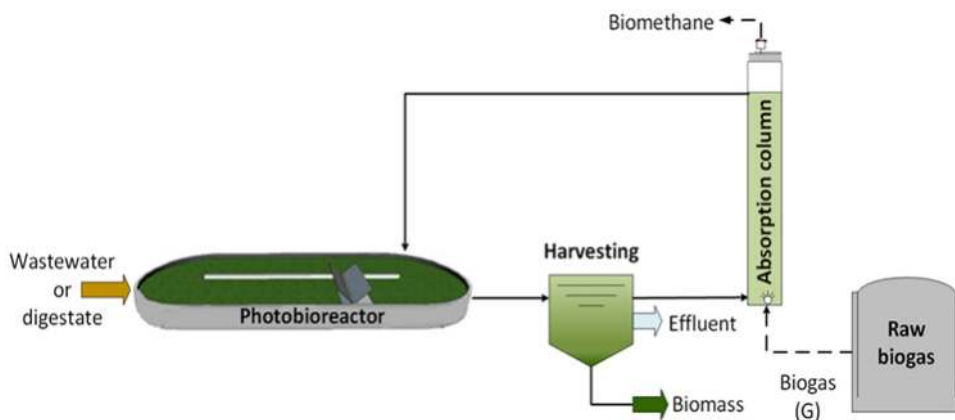 Biomethane
Absorption column
Harvesting
Wastewater
or
digestate
Photobioreactor
Effluent
Raw
biogas
Biogas
(G)
Biomass